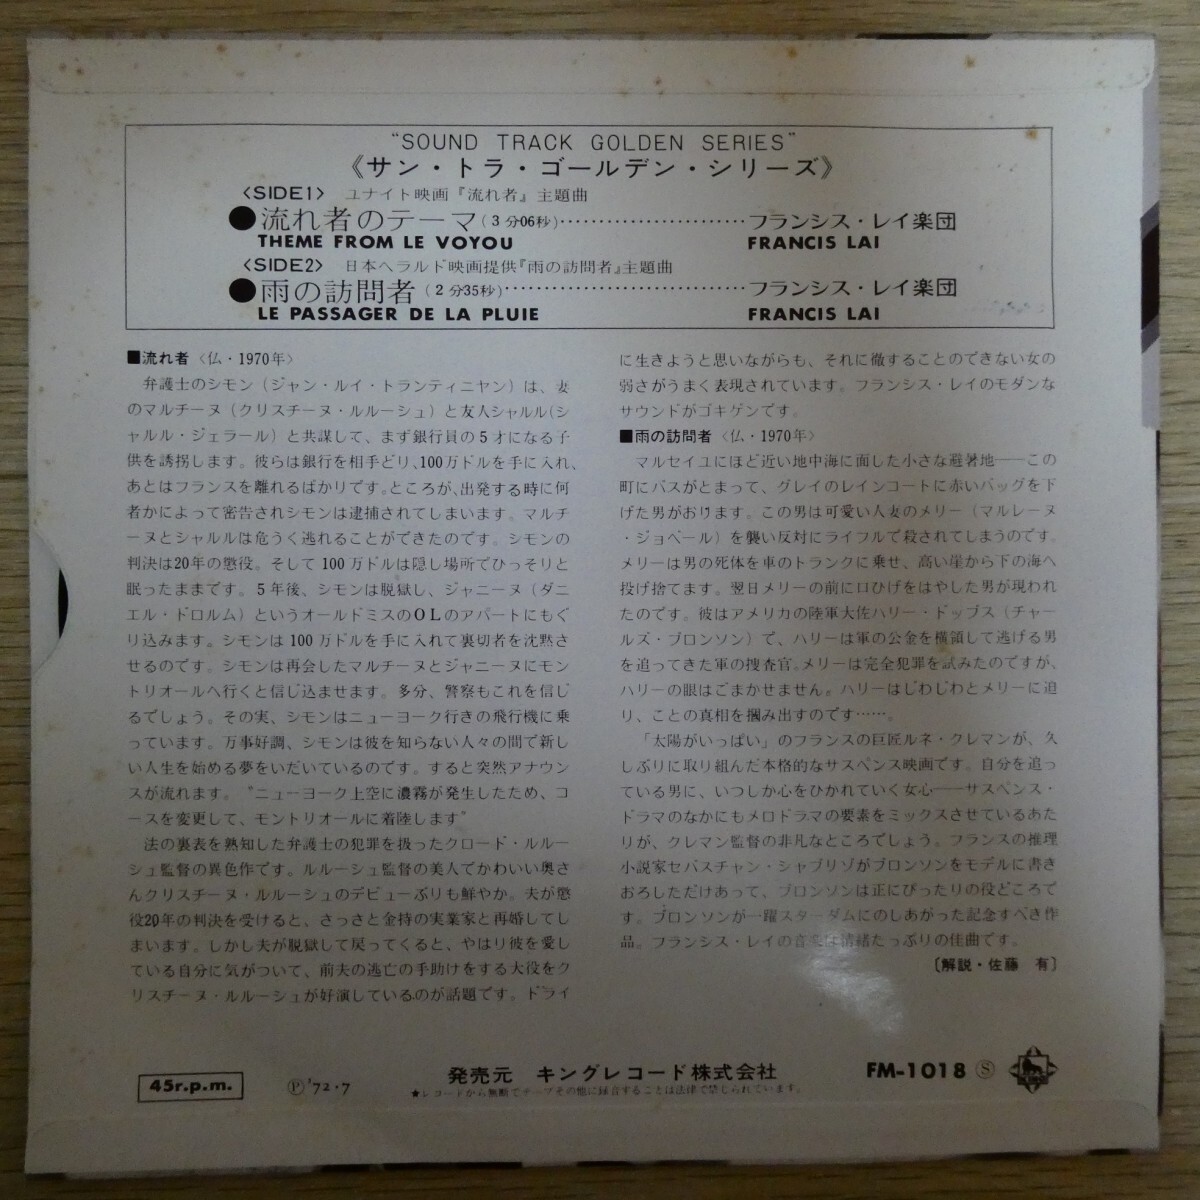 “SOUND TRACK GOLDEN SERIES”
《サン・トラ・ゴールデン・シリーズ》
〈SIDE1〉 ユナイト映画『流れ者』主題曲
●流れ者のテーマ(3分06秒)……………………フランシス・レイ楽団
THEME FROM LE VOYOU FRANCIS LAI
〈SIDE2〉 日本ヘラルド映画提供『雨の訪問者』主題曲
●雨の訪問者(2分35秒)……………………………フランシス・レイ楽団
LE PASSAGER DE LA PLUIE FRANCIS LAI
■流れ者〈仏・1970年〉
弁護士のシモン(ジャン・ルイ・トランティニヤン)は、妻
のマルチーヌ(クリスチーヌ・ルルーシュ)と友人シャルル(シ
ャルル・ジェラール)と共謀して、まず銀行員の5才になる子
供を誘拐します。彼らは銀行を相手どり、100万ドルを手に入れ、
あとはフランスを離れるばかりです。ところが、出発する時に何
者かによって密告されシモンは逮捕されてしまいます。マルチ
ーヌとシャルルは危うく逃れることができたのです。シモンの
判決は20年の懲役。そして100万ドルは隠し場所でひっそりと
眠ったままです。5年後、シモンは脱獄し、ジャニーヌ(ダニ
エル・ドロルム)というオールドミスのOLのアパートにもぐ
り込みます。シモンは100万ドルを手に入れて裏切者を沈黙さ
せるのです。シモンは再会したマルチーヌとジャニーヌにモン
トリオールへ行くと信じ込ませます。多分、警察もこれを信じ
るでしょう。その実、シモンはニューヨーク行きの飛行機に乗
っています。万事好調、シモンは彼を知らない人々の間で新し
い人生を始める夢をいだいているのです。すると突然アナウン
スが流れます。“ニューヨーク上空に濃霧が発生したため、コ
ースを変更して、モントリオールに着陸します”
法の裏表を熟知した弁護士の犯罪を扱ったクロード・ルルー
シュ監督の異色作です。ルルーシュ監督の美人でかわいい奥さ
んクリスチーヌ・ルルーシュのデビューぶりも鮮やか。夫が懲
役20年の判決を受けると、さっさと金持の実業家と再婚してし
まいます。しかし夫が脱獄して戻ってくると、やはり彼を愛し
ている自分に気がついて、前夫の逃亡の手助けをする大役をク
リスチーヌ・ルルーシュが好演しているのが話題です。ドライ
に生きようと思いながらも、それに徹することのできない女の
弱さがうまく表現されています。フランシス・レイのモダンな
サウンドがゴキゲンです。
■雨の訪問者〈仏・1970年〉
マルセイユにほど近い地中海に面した小さな避暑地――この
町にバスがとまって、グレイのレインコートに赤いバッグを下
げた男がおります。この男は可愛い人妻のメリー(マルレーヌ
・ジョベール)を襲い反対にライフルで殺されてしまうのです。
メリーは男の死体を車のトランクに乗せ、高い崖から下の海へ
投げ捨てます。翌日メリーの前に口ひげをはやした男が現われ
たのです。彼はアメリカの陸軍大佐ハリー・ドップス(チャー
ルズ・ブロンソン)で、ハリーは軍の公金を横領して逃げる男
を追ってきた軍の捜査官。メリーは完全犯罪を試みたのですが、
ハリーの眼はごまかせません。ハリーはじわじわとメリーに迫
り、ことの真相を摑み出すのです……。
「太陽がいっぱい」のフランスの巨匠ルネ・クレマンが、久
しぶりに取り組んだ本格的なサスペンス映画です。自分を追っ
ている男に、いつしか心をひかれていく女心――サスペンス・
ドラマのなかにもメロドラマの要素をミックスさせているあた
りが、クレマン監督の非凡なところでしょう。フランスの推理
小説家セバスチャン・シャプリゾがブロンソンをモデルに書き
おろしただけあって、ブロンソンは正にぴったりの役どころで
す。ブロンソンが一躍スターダムにのしあがった記念すべき作
品。フランシス・レイの音楽は情緒たっぷりの佳曲です。
〔解説・佐藤 有〕
45r.p.m.
Ⓟ'72・7
発売元 キングレコード株式会社
★レコードから無断でテープその他に録音することは法律で禁じられています。
FM-1018 Ⓢ